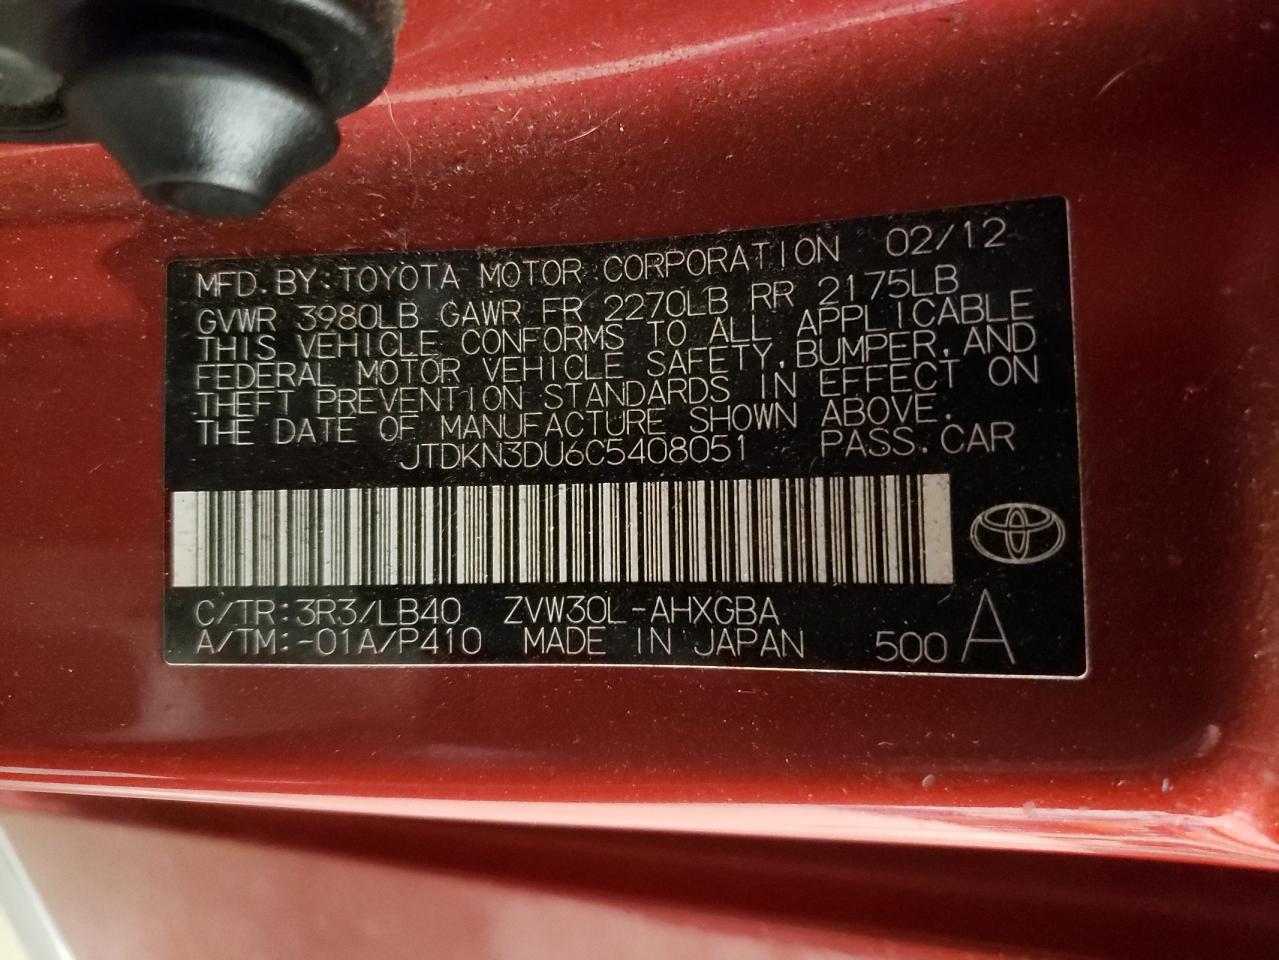 MFD. BY: TOYOTA MOTOR CORPORATION 02/12
GVWR 3980LB GAWR FR 2270LB RR 2175LB
THIS VEHICLE CONFORMS TO ALL APPLICABLE
FEDERAL MOTOR VEHICLE SAFETY, BUMPER, AND
THEFT PREVENTION STANDARDS IN EFFECT ON
THE DATE OF MANUFACTURE SHOWN ABOVE.
JTDKN3DU6C5408051 PASS. CAR
C/TR: 3R3/LB40 ZVW30L-AHXGBA
A/TM: -01A/P410 MADE IN JAPAN 500 A